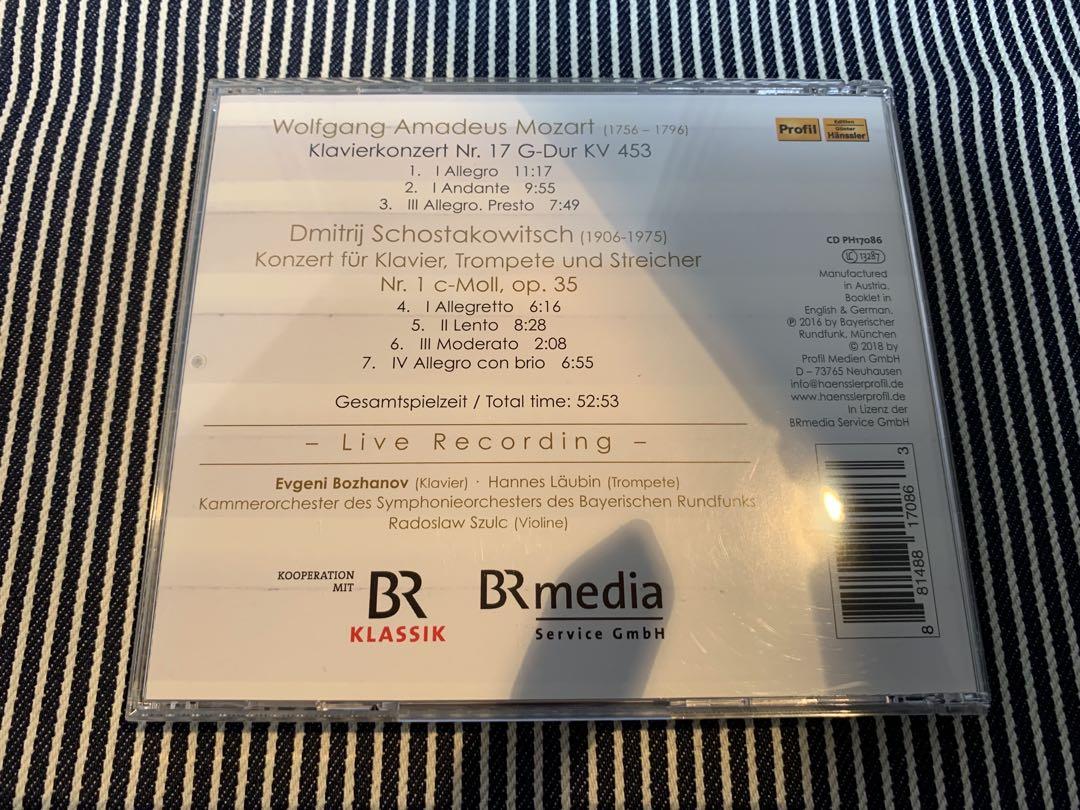 Wolfgang Amadeus Mozart (1756 – 1796)
Klavierkonzert Nr. 17 G-Dur KV 453
1. I Allegro 11:17
2. I Andante 9:55
3. III Allegro. Presto 7:49
Dmitrij Schostakowitsch (1906-1975)
Konzert für Klavier, Trompete und Streicher
Nr. 1 c-Moll, op. 35
4. I Allegretto 6:16
5. II Lento 8:28
6. III Moderato 2:08
7. IV Allegro con brio 6:55
Gesamtspielzeit / Total time: 52:53
– Live Recording –
Evgeni Bozhanov (Klavier) · Hannes Läubin (Trompete)
Kammerorchester des Symphonieorchesters des Bayerischen Rundfunks
Radoslaw Szulc (Violine)
KOOPERATION
MIT
BR
KLASSIK
BRmedia
Service GmbH
Profil
Edition
Günter
Hänssler
CD PH17086
LC 13287
Manufactured
in Austria.
Booklet in
English & German.
℗ 2016 by Bayerischer
Rundfunk, München
© 2018 by
Profil Medien GmbH
D – 73765 Neuhausen
info@haensslerprofil.de
www.haensslerprofil.de
In Lizenz der
BRmedia Service GmbH
8 81488 17086 3